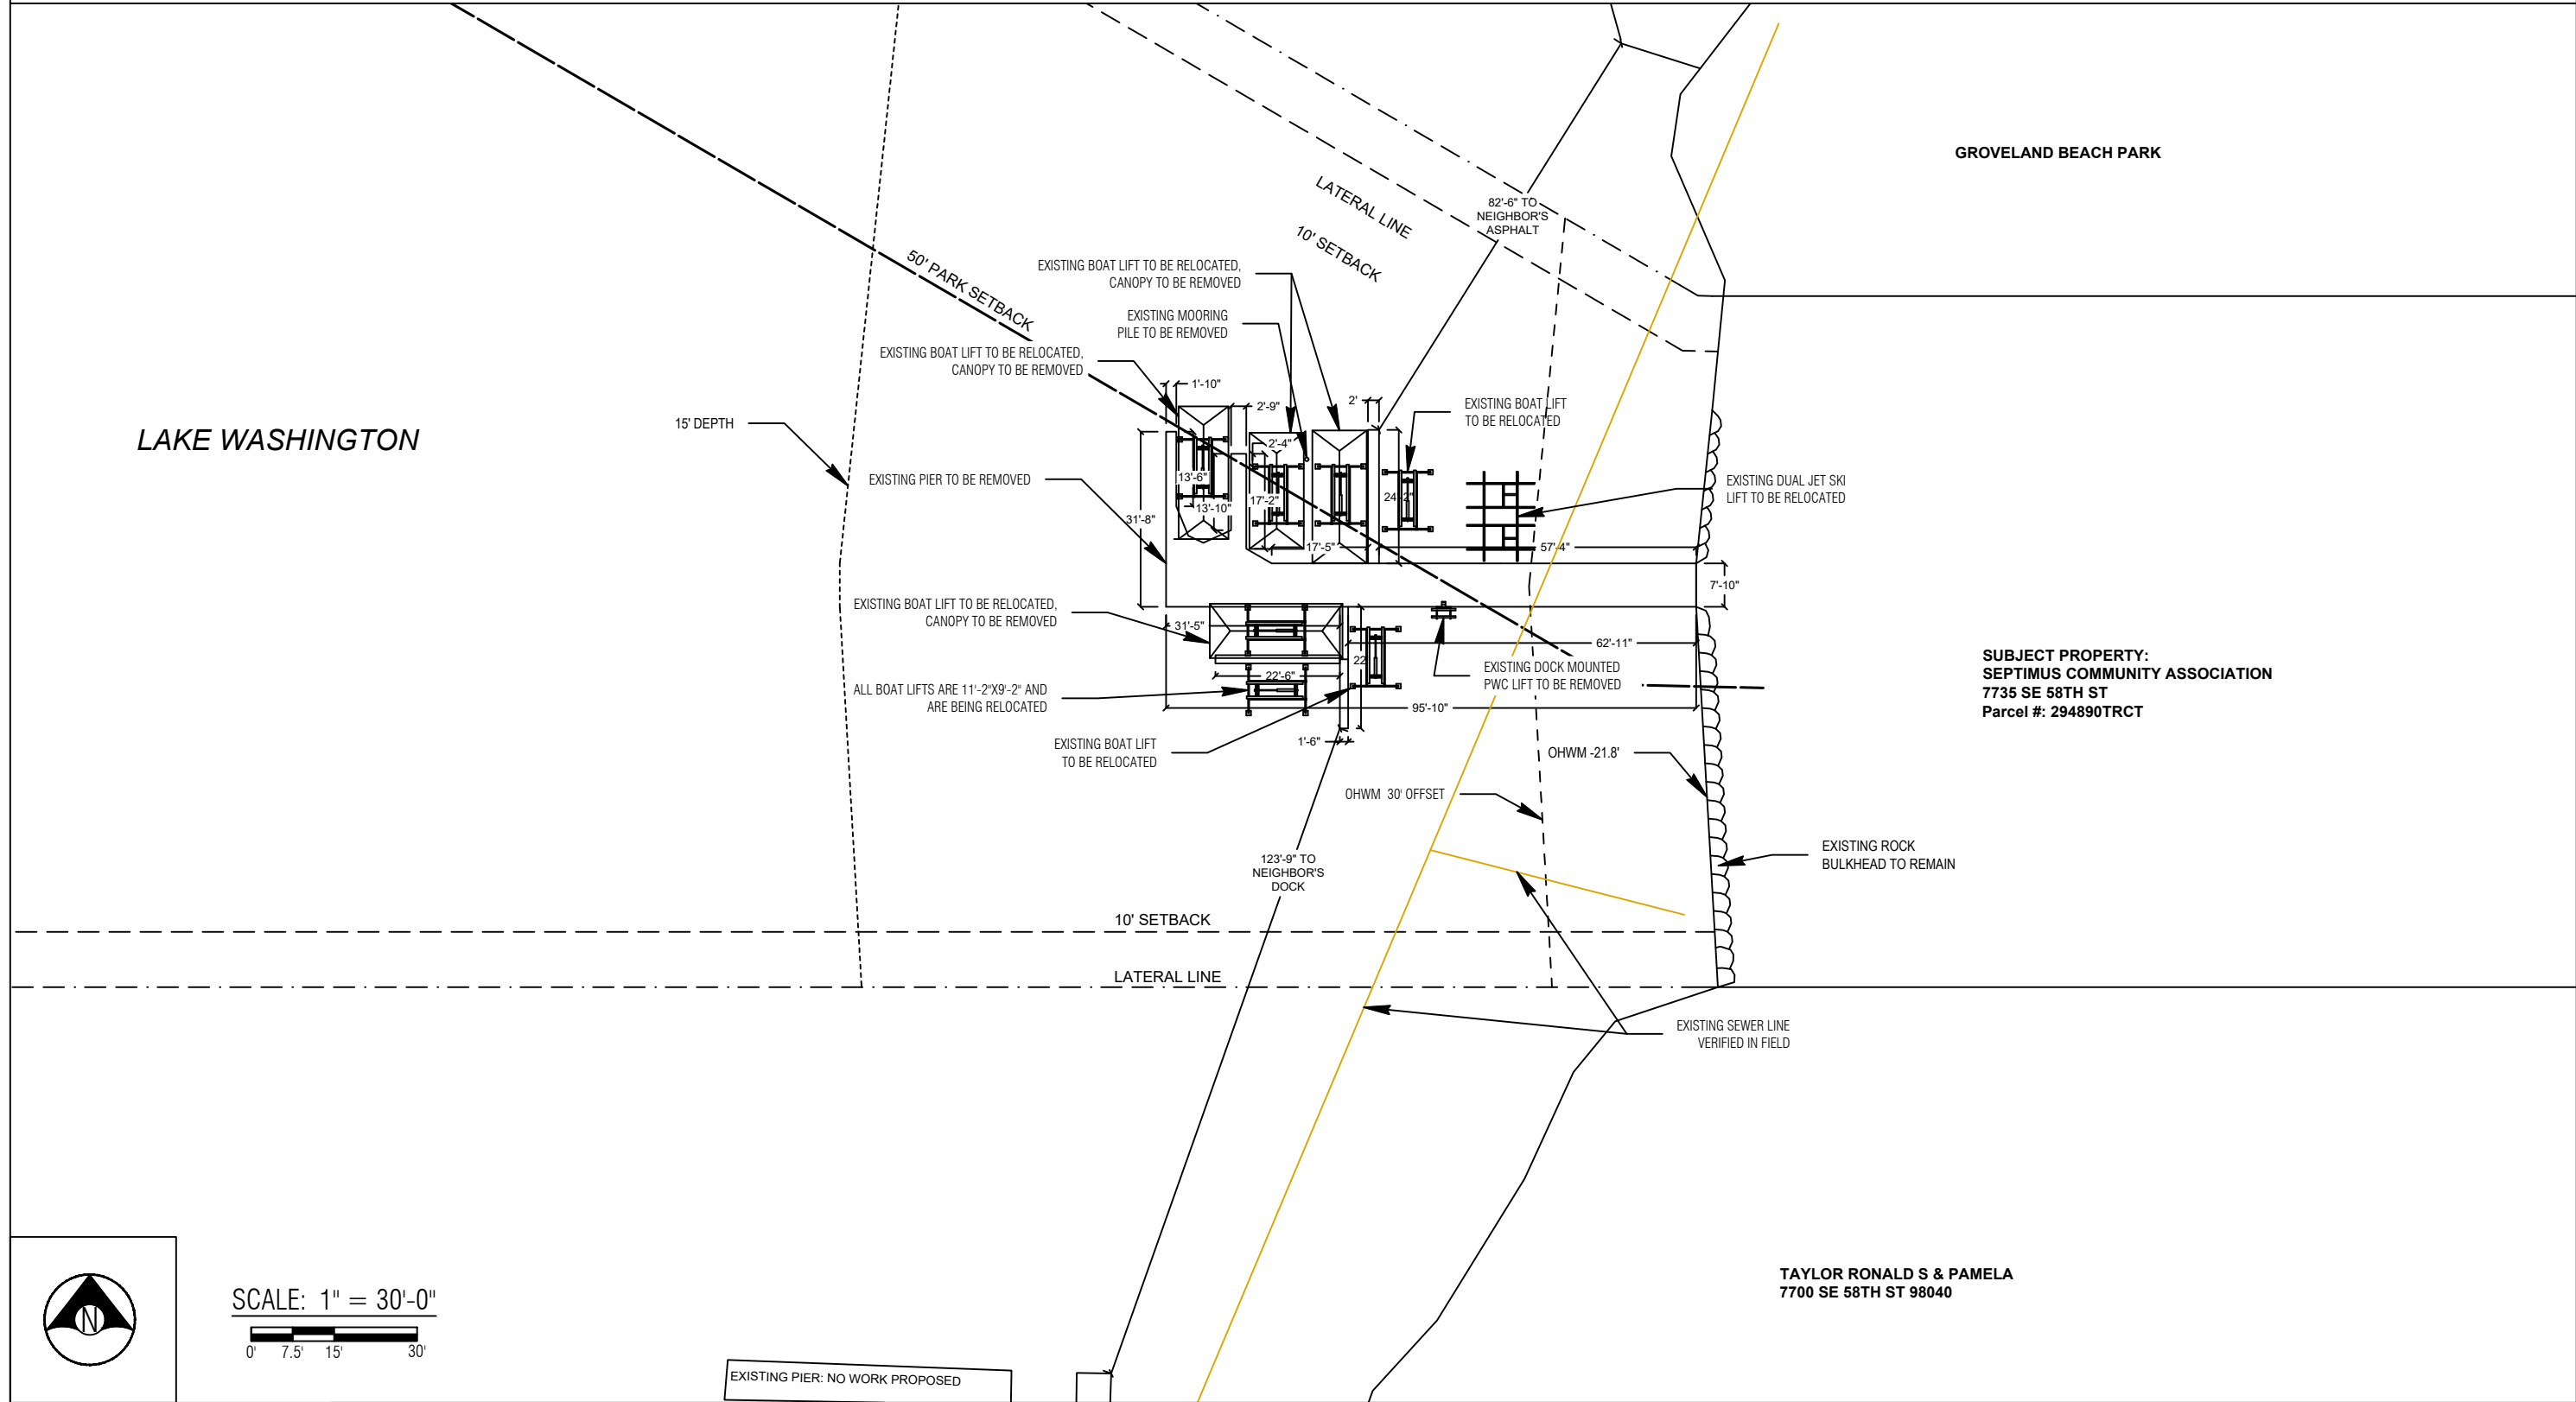 GROVELAND BEACH PARK
LATERAL LINE
10' SETBACK
82'-6" TO
NEIGHBOR'S
ASPHALT
50' PARK SETBACK
EXISTING BOAT LIFT TO BE RELOCATED,
CANOPY TO BE REMOVED
EXISTING MOORING
PILE TO BE REMOVED
EXISTING BOAT LIFT TO BE RELOCATED,
CANOPY TO BE REMOVED
1'-10"
2'-9"
2'
2'-4"
EXISTING BOAT LIFT
TO BE RELOCATED
LAKE WASHINGTON
15' DEPTH
EXISTING PIER TO BE REMOVED
13'-6"
13'-10"
17'-2"
24'-2"
31'-8"
17'-5"
57'-4"
EXISTING DUAL JET SKI
LIFT TO BE RELOCATED
7'-10"
EXISTING BOAT LIFT TO BE RELOCATED,
CANOPY TO BE REMOVED
31'-5"
22'-6"
22'
62'-11"
EXISTING DOCK MOUNTED
PWC LIFT TO BE REMOVED
95'-10"
ALL BOAT LIFTS ARE 11'-2"X9'-2" AND
ARE BEING RELOCATED
EXISTING BOAT LIFT
TO BE RELOCATED
1'-6"
SUBJECT PROPERTY:
SEPTIMUS COMMUNITY ASSOCIATION
7735 SE 58TH ST
Parcel #: 294890TRCT
OHWM -21.8'
OHWM 30' OFFSET
EXISTING ROCK
BULKHEAD TO REMAIN
123'-9" TO
NEIGHBOR'S
DOCK
10' SETBACK
LATERAL LINE
EXISTING SEWER LINE
VERIFIED IN FIELD
TAYLOR RONALD S & PAMELA
7700 SE 58TH ST 98040
N
SCALE: 1" = 30'-0"
0' 7.5' 15' 30'
EXISTING PIER: NO WORK PROPOSED